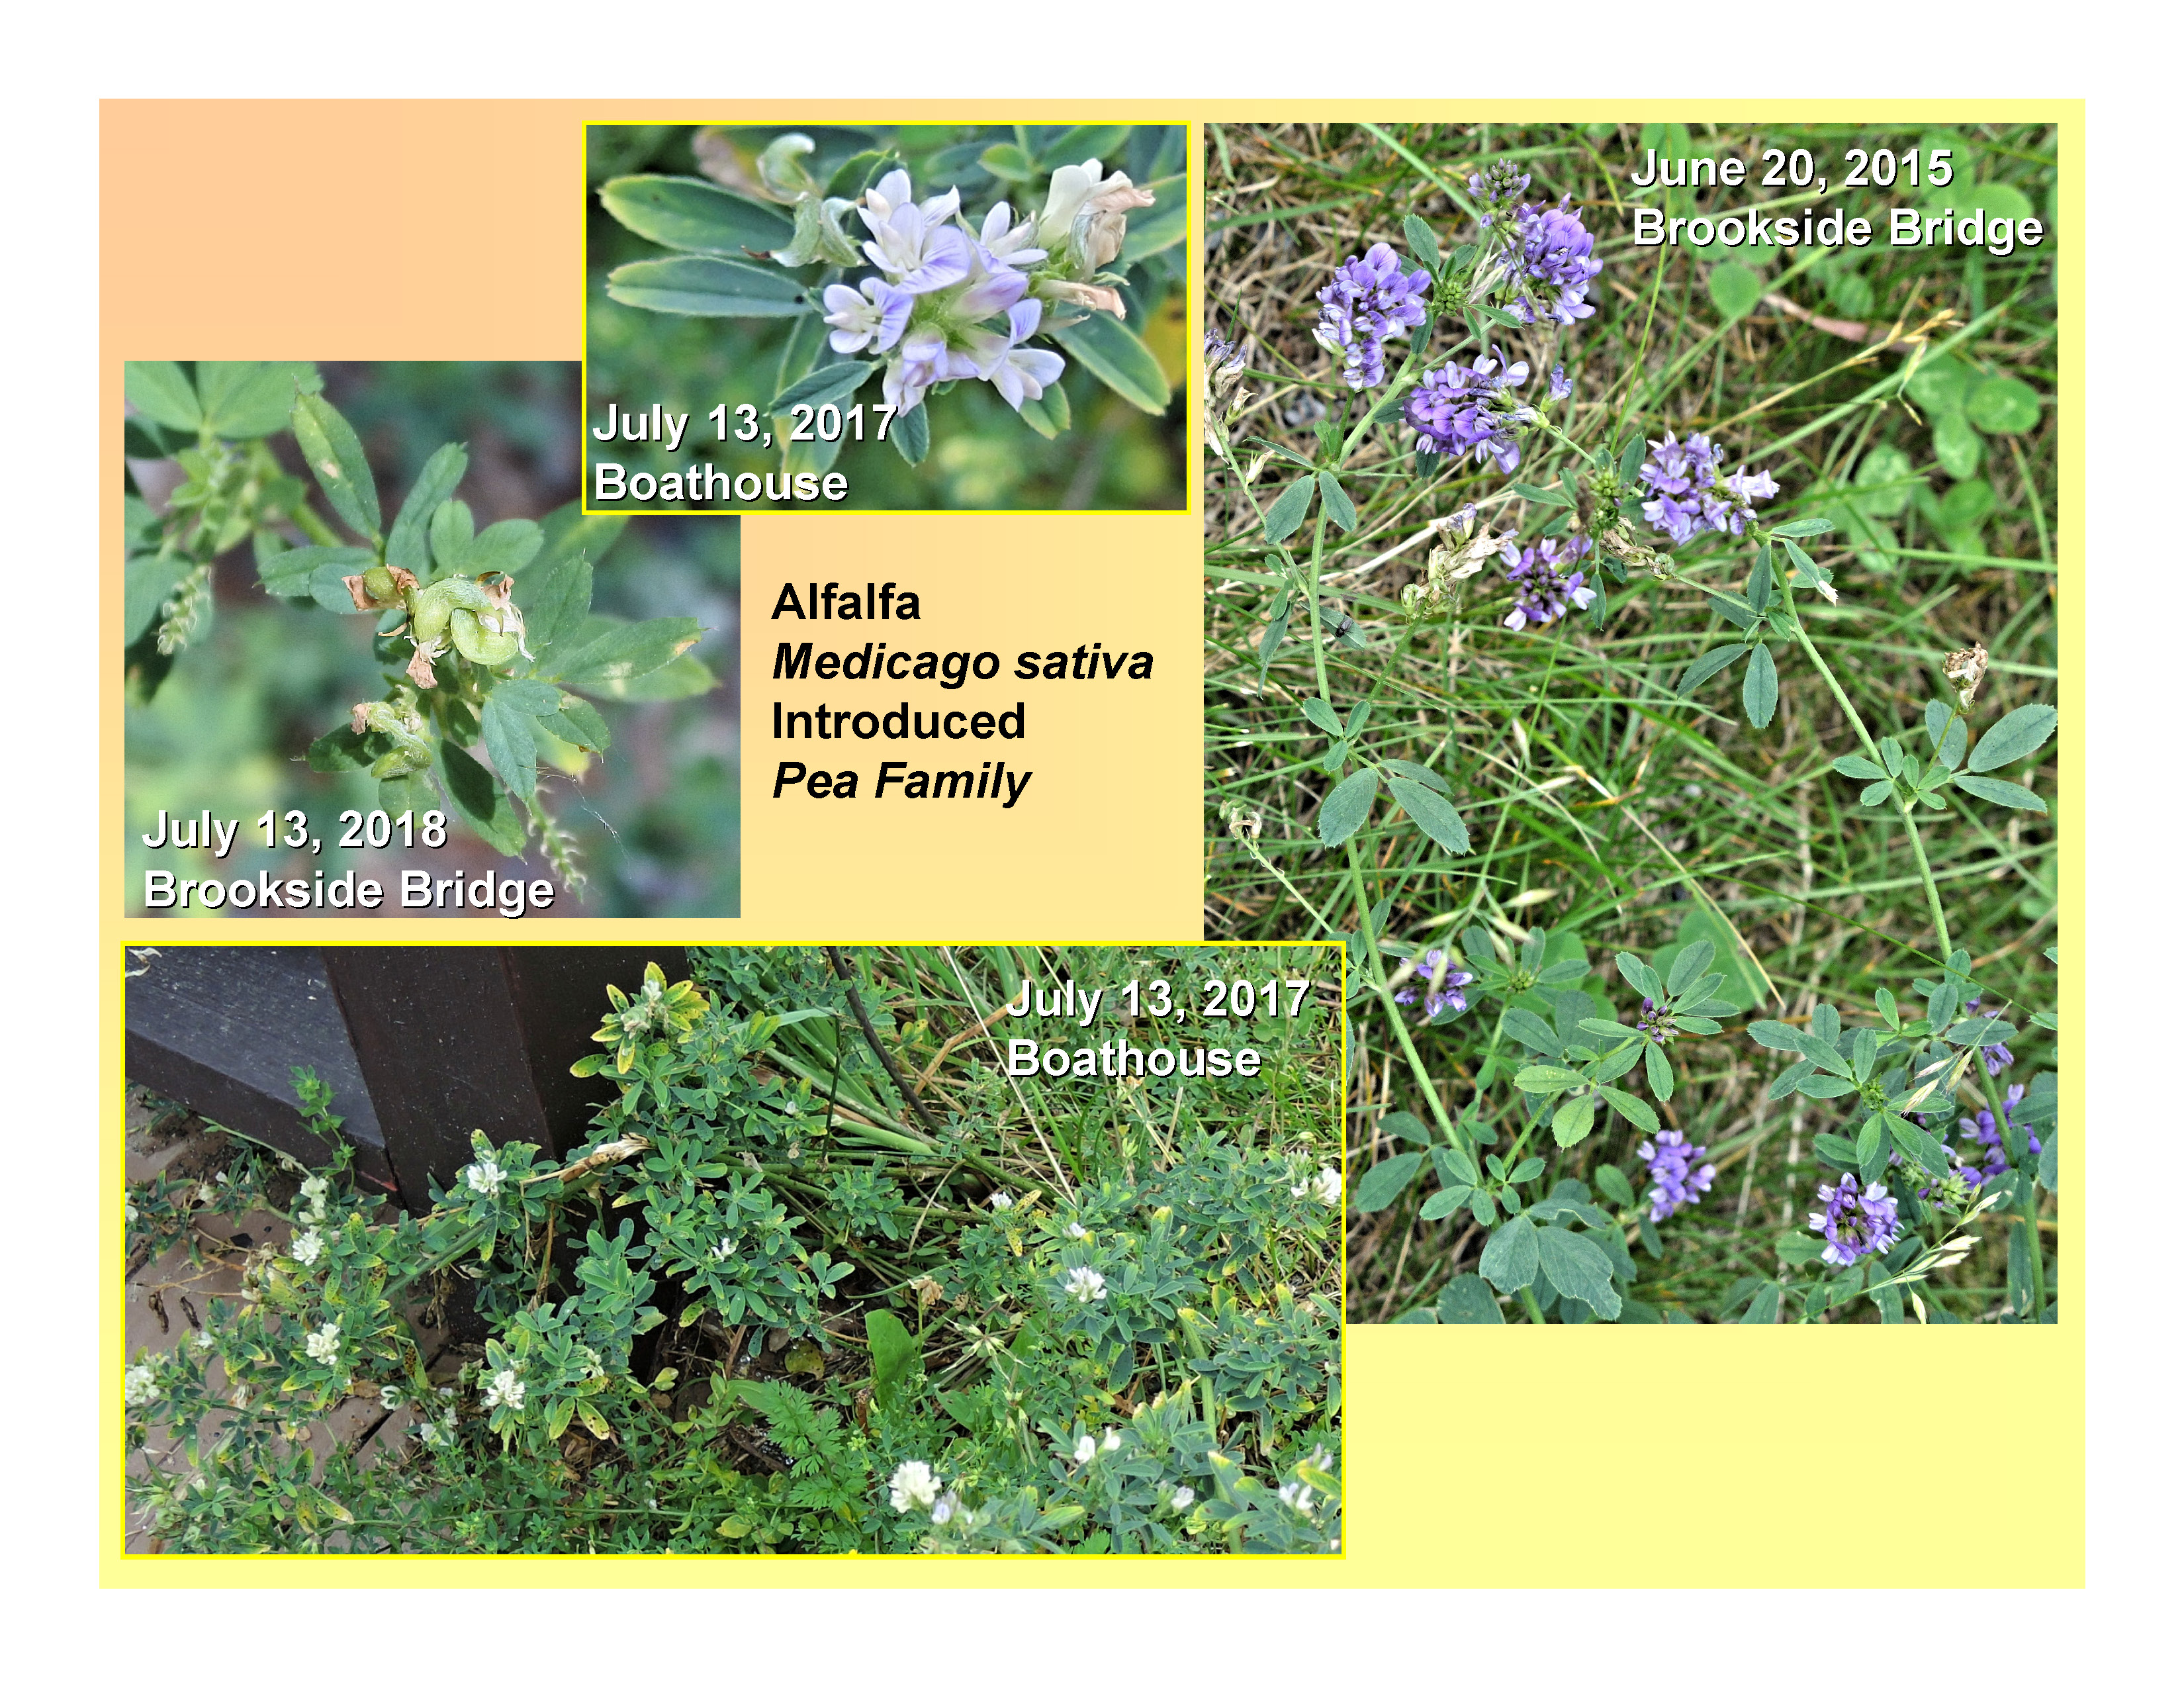 July 13, 2017
Boathouse
June 20, 2015
Brookside Bridge
Alfalfa
Medicago sativa
Introduced
Pea Family
July 13, 2018
Brookside Bridge
July 13, 2017
Boathouse